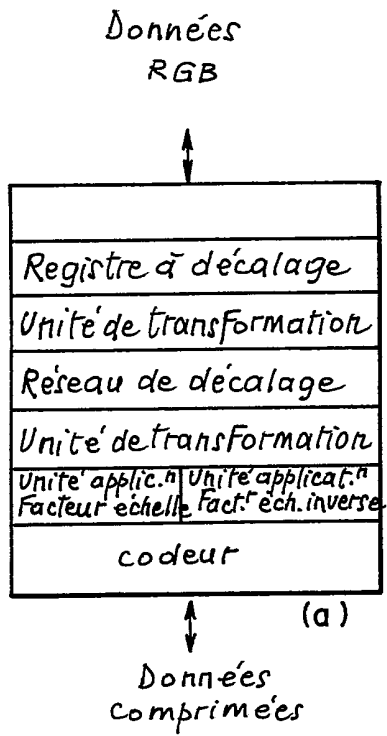 Données
RGB
Registre à décalage
Unité de transformation
Réseau de décalage
Unité de transformation
Unité applic.n Unité applicat.n
Facteur échelle Fact.r éch. inverse
codeur
(a)
Données
comprimées